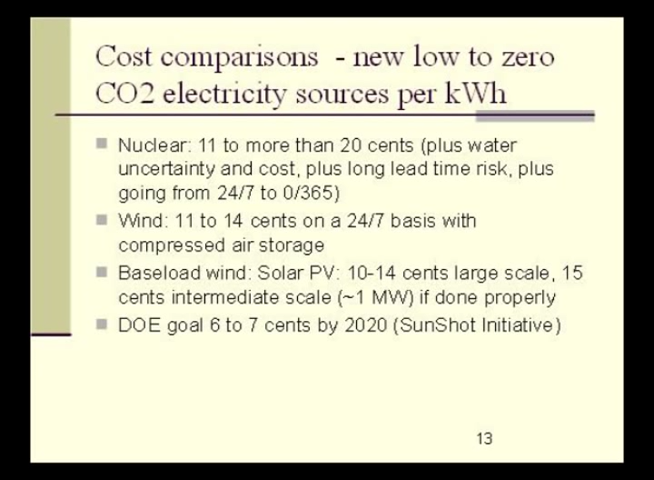 Cost comparisons - new low to zero
CO2 electricity sources per kWh
Nuclear: 11 to more than 20 cents (plus water
uncertainty and cost, plus long lead time risk, plus
going from 24/7 to 0/365)
Wind: 11 to 14 cents on a 24/7 basis with
compressed air storage
Baseload wind: Solar PV: 10-14 cents large scale, 15
cents intermediate scale (~1 MW) if done properly
DOE goal 6 to 7 cents by 2020 (SunShot Initiative)
13